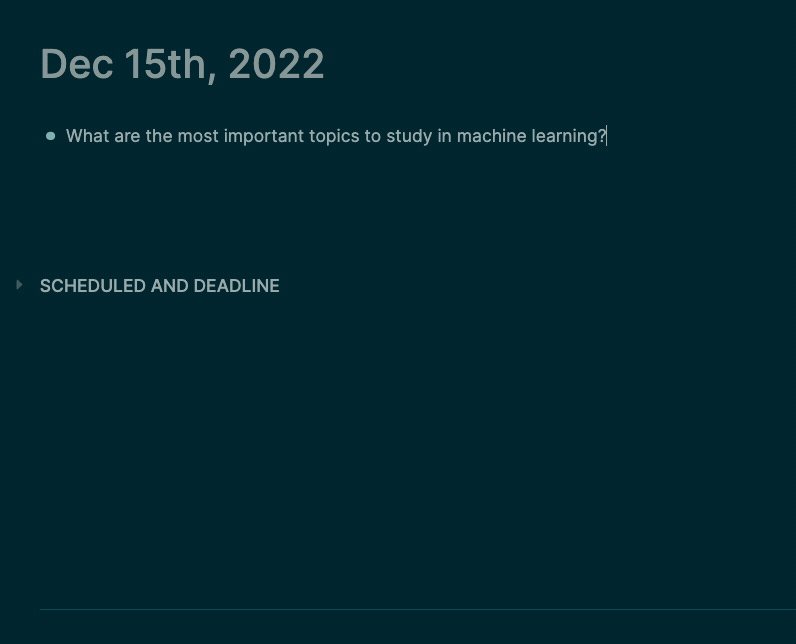 Dec 15th, 2022
What are the most important topics to study in machine learning?
SCHEDULED AND DEADLINE